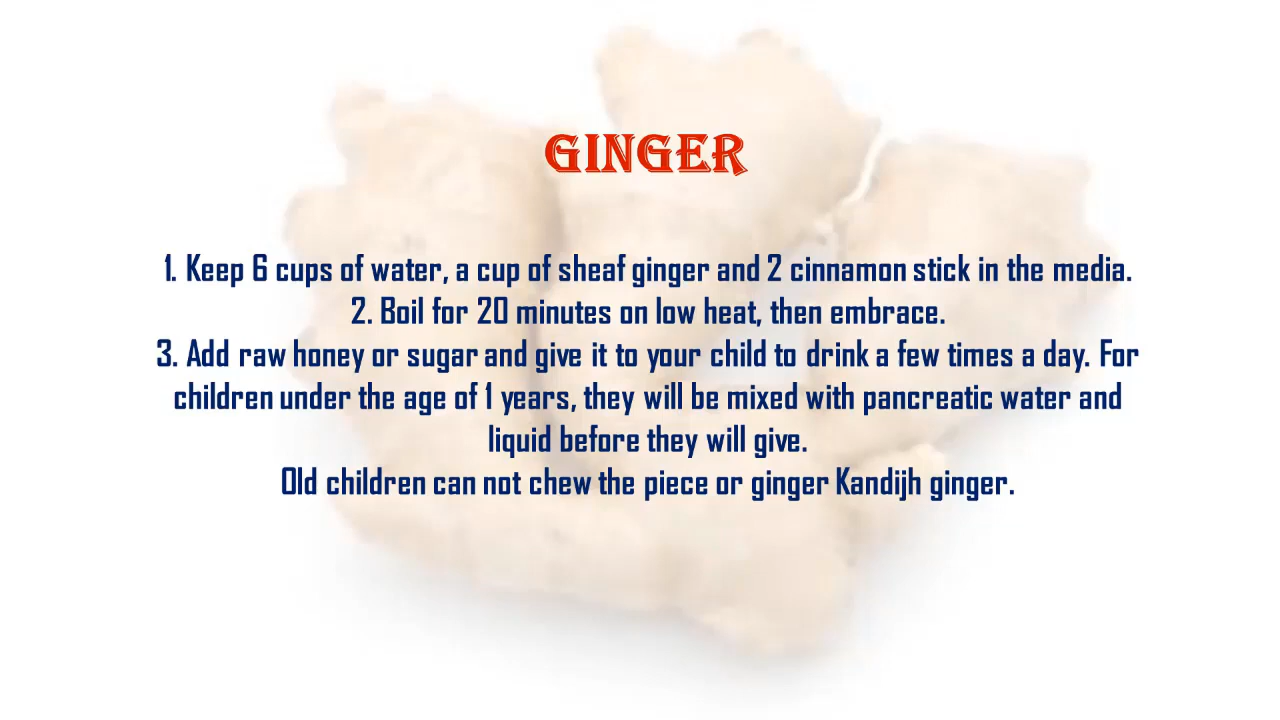 GINGER
1. Keep 6 cups of water, a cup of sheaf ginger and 2 cinnamon stick in the media.
2. Boil for 20 minutes on low heat, then embrace.
3. Add raw honey or sugar and give it to your child to drink a few times a day. For
children under the age of 1 years, they will be mixed with pancreatic water and
liquid before they will give.
Old children can not chew the piece or ginger Kandijh ginger.